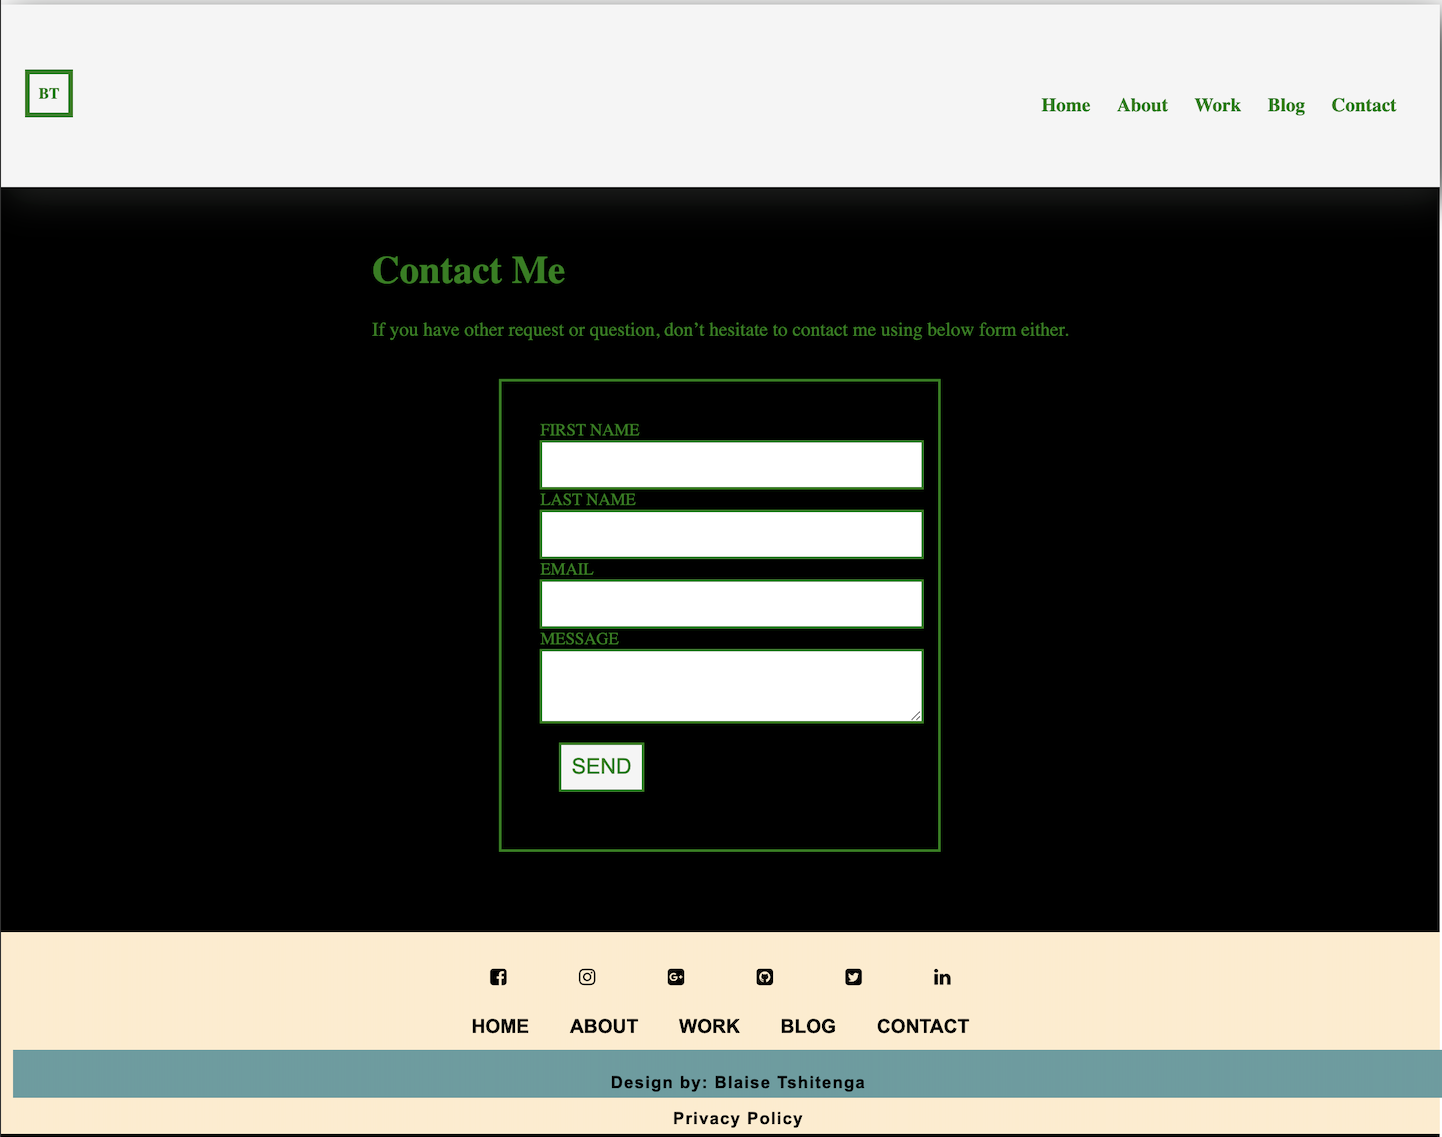 BT
Home About Work Blog Contact
Contact Me
If you have other request or question, don’t hesitate to contact me using below form either.
FIRST NAME
LAST NAME
EMAIL
MESSAGE
SEND
HOME ABOUT WORK BLOG CONTACT
Design by: Blaise Tshitenga
Privacy Policy